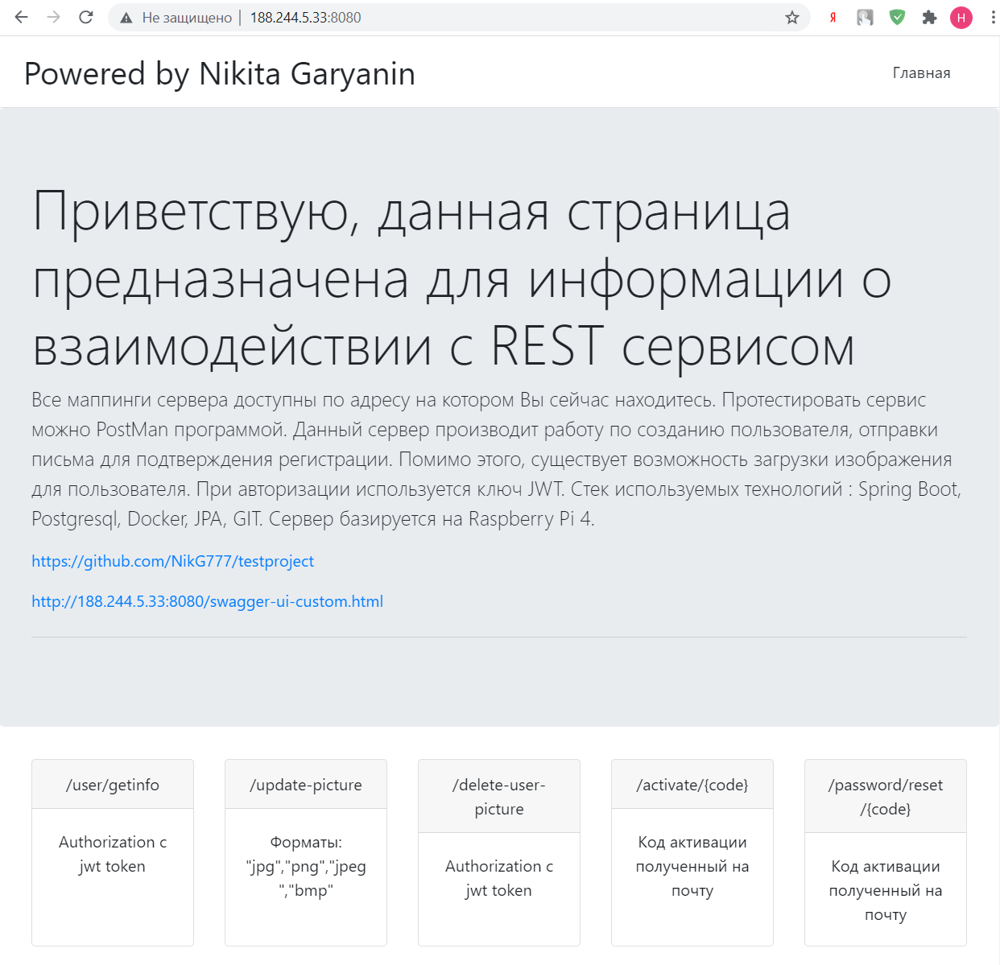 Не защищено | 188.244.5.33:8080
Я
H
Powered by Nikita Garyanin
Главная
Приветствую, данная страница
предназначена для информации о
взаимодействии с REST сервисом
Все маппинги сервера доступны по адресу на котором Вы сейчас находитесь. Протестировать сервис
можно PostMan программой. Данный сервер производит работу по созданию пользователя, отправки
письма для подтверждения регистрации. Помимо этого, существует возможность загрузки изображения
для пользователя. При авторизации используется ключ JWT. Стек используемых технологий : Spring Boot,
Postgresql, Docker, JPA, GIT. Сервер базируется на Raspberry Pi 4.
https://github.com/NikG777/testproject
http://188.244.5.33:8080/swagger-ui-custom.html
/user/getinfo
Authorization с
jwt token
/update-picture
Форматы:
"jpg","png","jpeg
","bmp"
/delete-user-
picture
Authorization с
jwt token
/activate/{code}
Код активации
полученный на
почту
/password/reset
/{code}
Код активации
полученный на
почту